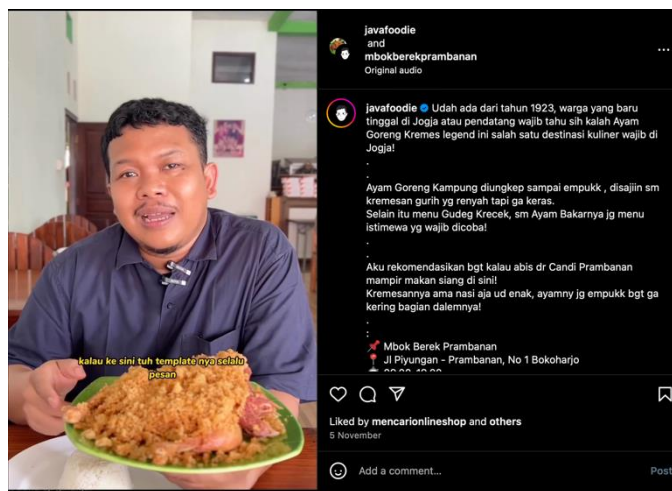 kalau ke sini tuh template nya selalu
pesan
javafoodie
and
mbokberekprambanan
Original audio
javafoodie Udah ada dari tahun 1923, warga yang baru
tinggal di Jogja atau pendatang wajib tahu sih kalah Ayam
Goreng Kremes legend ini salah satu destinasi kuliner wajib di
Jogja!
.
.
Ayam Goreng Kampung diungkep sampai empukk , disajiin sm
kremesan gurih yg renyah tapi ga keras.
Selain itu menu Gudeg Krecek, sm Ayam Bakarnya jg menu
istimewa yg wajib dicoba!
.
.
Aku rekomendasikan bgt kalau abis dr Candi Prambanan
mampir makan siang di sini!
Kremesannya ama nasi aja ud enak, ayamny jg empukk bgt ga
kering bagian dalemnya!
.
:
📌 Mbok Berek Prambanan
📍 Jl Piyungan - Prambanan, No 1 Bokoharjo
Liked by mencarionlineshop and others
5 November
Add a comment...
Post